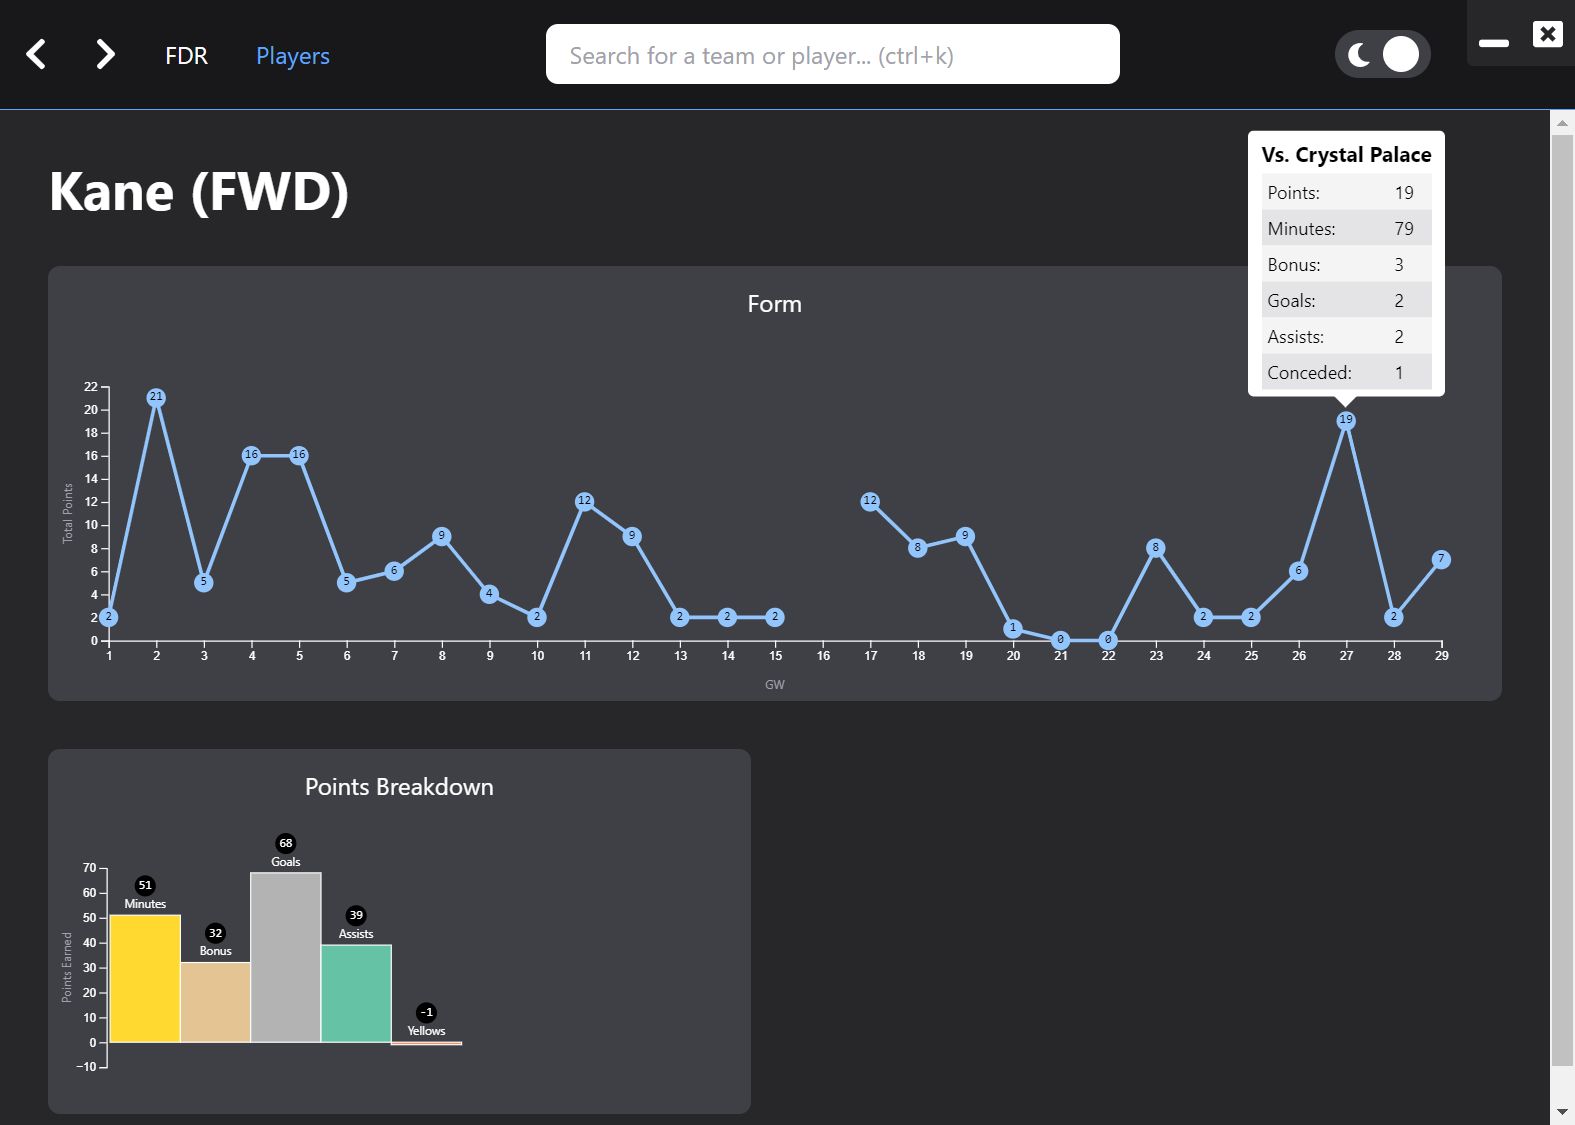 FDR Players Search for a team or player... (ctrl+k)
Kane (FWD)
Vs. Crystal Palace
Points: 19
Minutes: 79
Bonus: 3
Goals: 2
Assists: 2
Conceded: 1
Form
Total Points
22
20
18
16
14
12
10
8
6
4
2
0
2 21 5 16 16 5 6 9 4 2 12 9 2 2 2 12 8 9 1 0 0 8 2 2 6 19 2 7
1 2 3 4 5 6 7 8 9 10 11 12 13 14 15 16 17 18 19 20 21 22 23 24 25 26 27 28 29
GW
Points Breakdown
Points Earned
70
60
50
40
30
20
10
0
−10
51
Minutes
32
Bonus
68
Goals
39
Assists
-1
Yellows